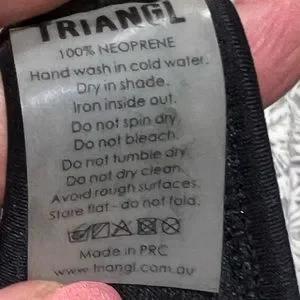 TRIANGL
100% NEOPRENE
Hand wash in cold water.
Dry in shade.
Iron inside out.
Do not spin dry.
Do not bleach.
Do not tumble dry.
Do not dry clean.
Avoid rough surfaces.
Store flat - do not fold.
Made in PRC
www.triangl.com.au